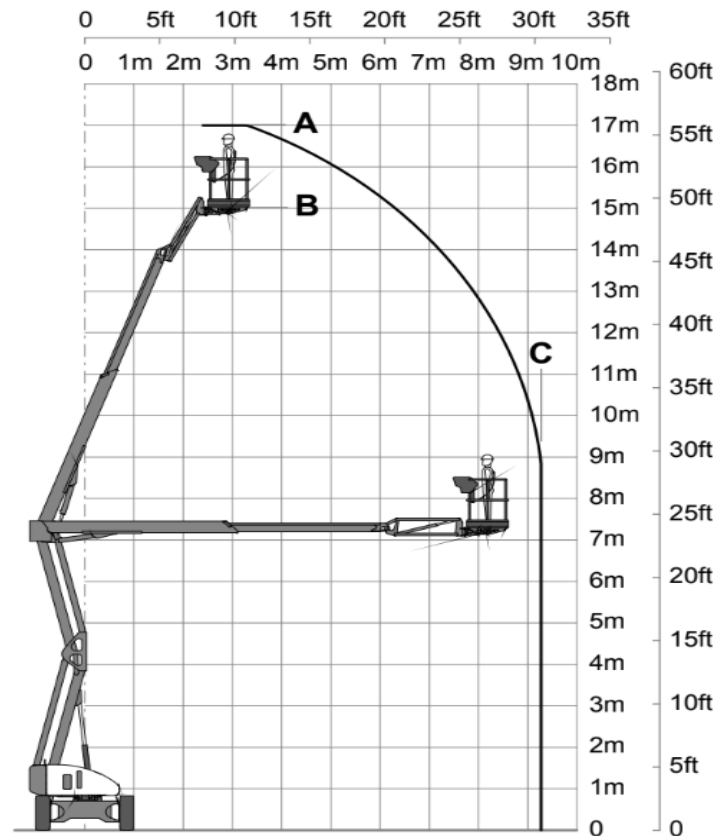 0 5ft 10ft 15ft 20ft 25ft 30ft 35ft
0 1m 2m 3m 4m 5m 6m 7m 8m 9m 10m
60ft
18m
A 17m
55ft
16m
50ft
B 15m
14m
45ft
13m
40ft
12m
C
11m
35ft
10m
30ft
9m
8m
25ft
7m
20ft
6m
5m
15ft
4m
10ft
3m
2m
5ft
1m
0 0